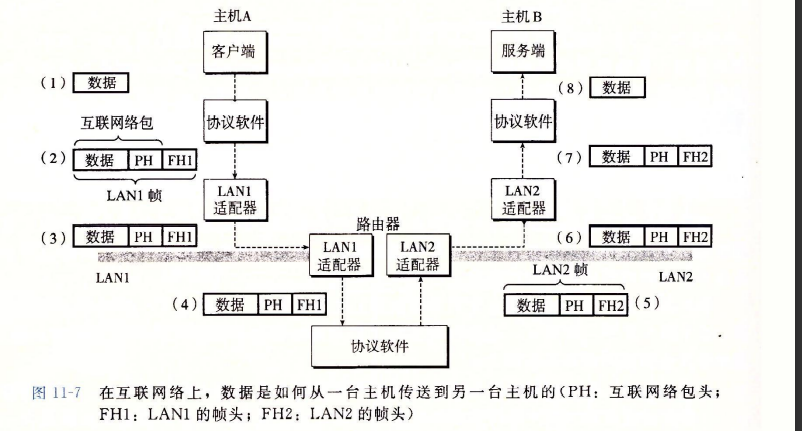 主机A
主机B
客户端
服务端
(1) 数据
(8) 数据
互联网络包
协议软件
协议软件
(2) 数据 PH FH1
(7) 数据 PH FH2
LAN1 帧
LAN1
适配器
LAN2
适配器
(3) 数据 PH FH1
路由器
(6) 数据 PH FH2
LAN1
适配器
LAN2
适配器
LAN1
LAN2 帧
LAN2
(4) 数据 PH FH1
数据 PH FH2 (5)
协议软件
图 11-7 在互联网络上，数据是如何从一台主机传送到另一台主机的(PH：互联网络包头；
FH1：LAN1 的帧头；FH2：LAN2 的帧头)